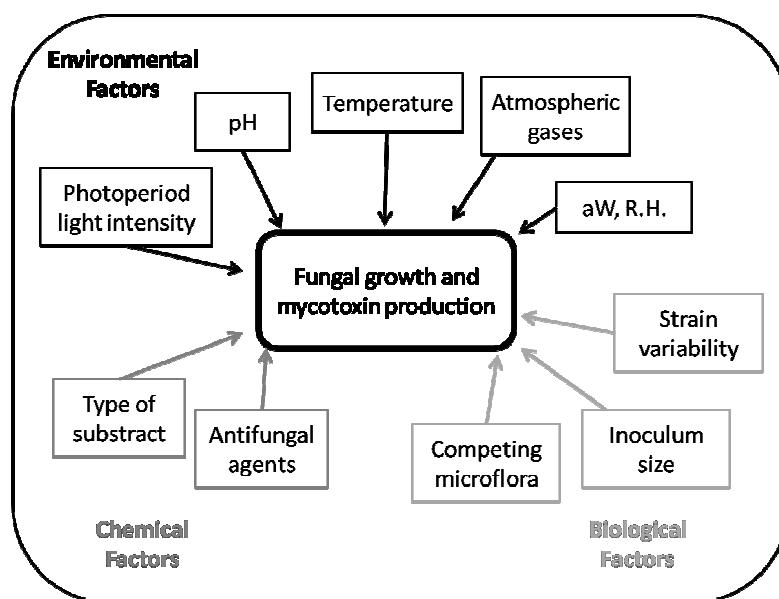 Environmental
Factors
pH
Temperature
Atmospheric
gases
Photoperiod
light intensity
aW, R.H.
Fungal growth and
mycotoxin production
Strain
variability
Type of
substract
Antifungal
agents
Competing
microflora
Inoculum
size
Chemical
Factors
Biological
Factors